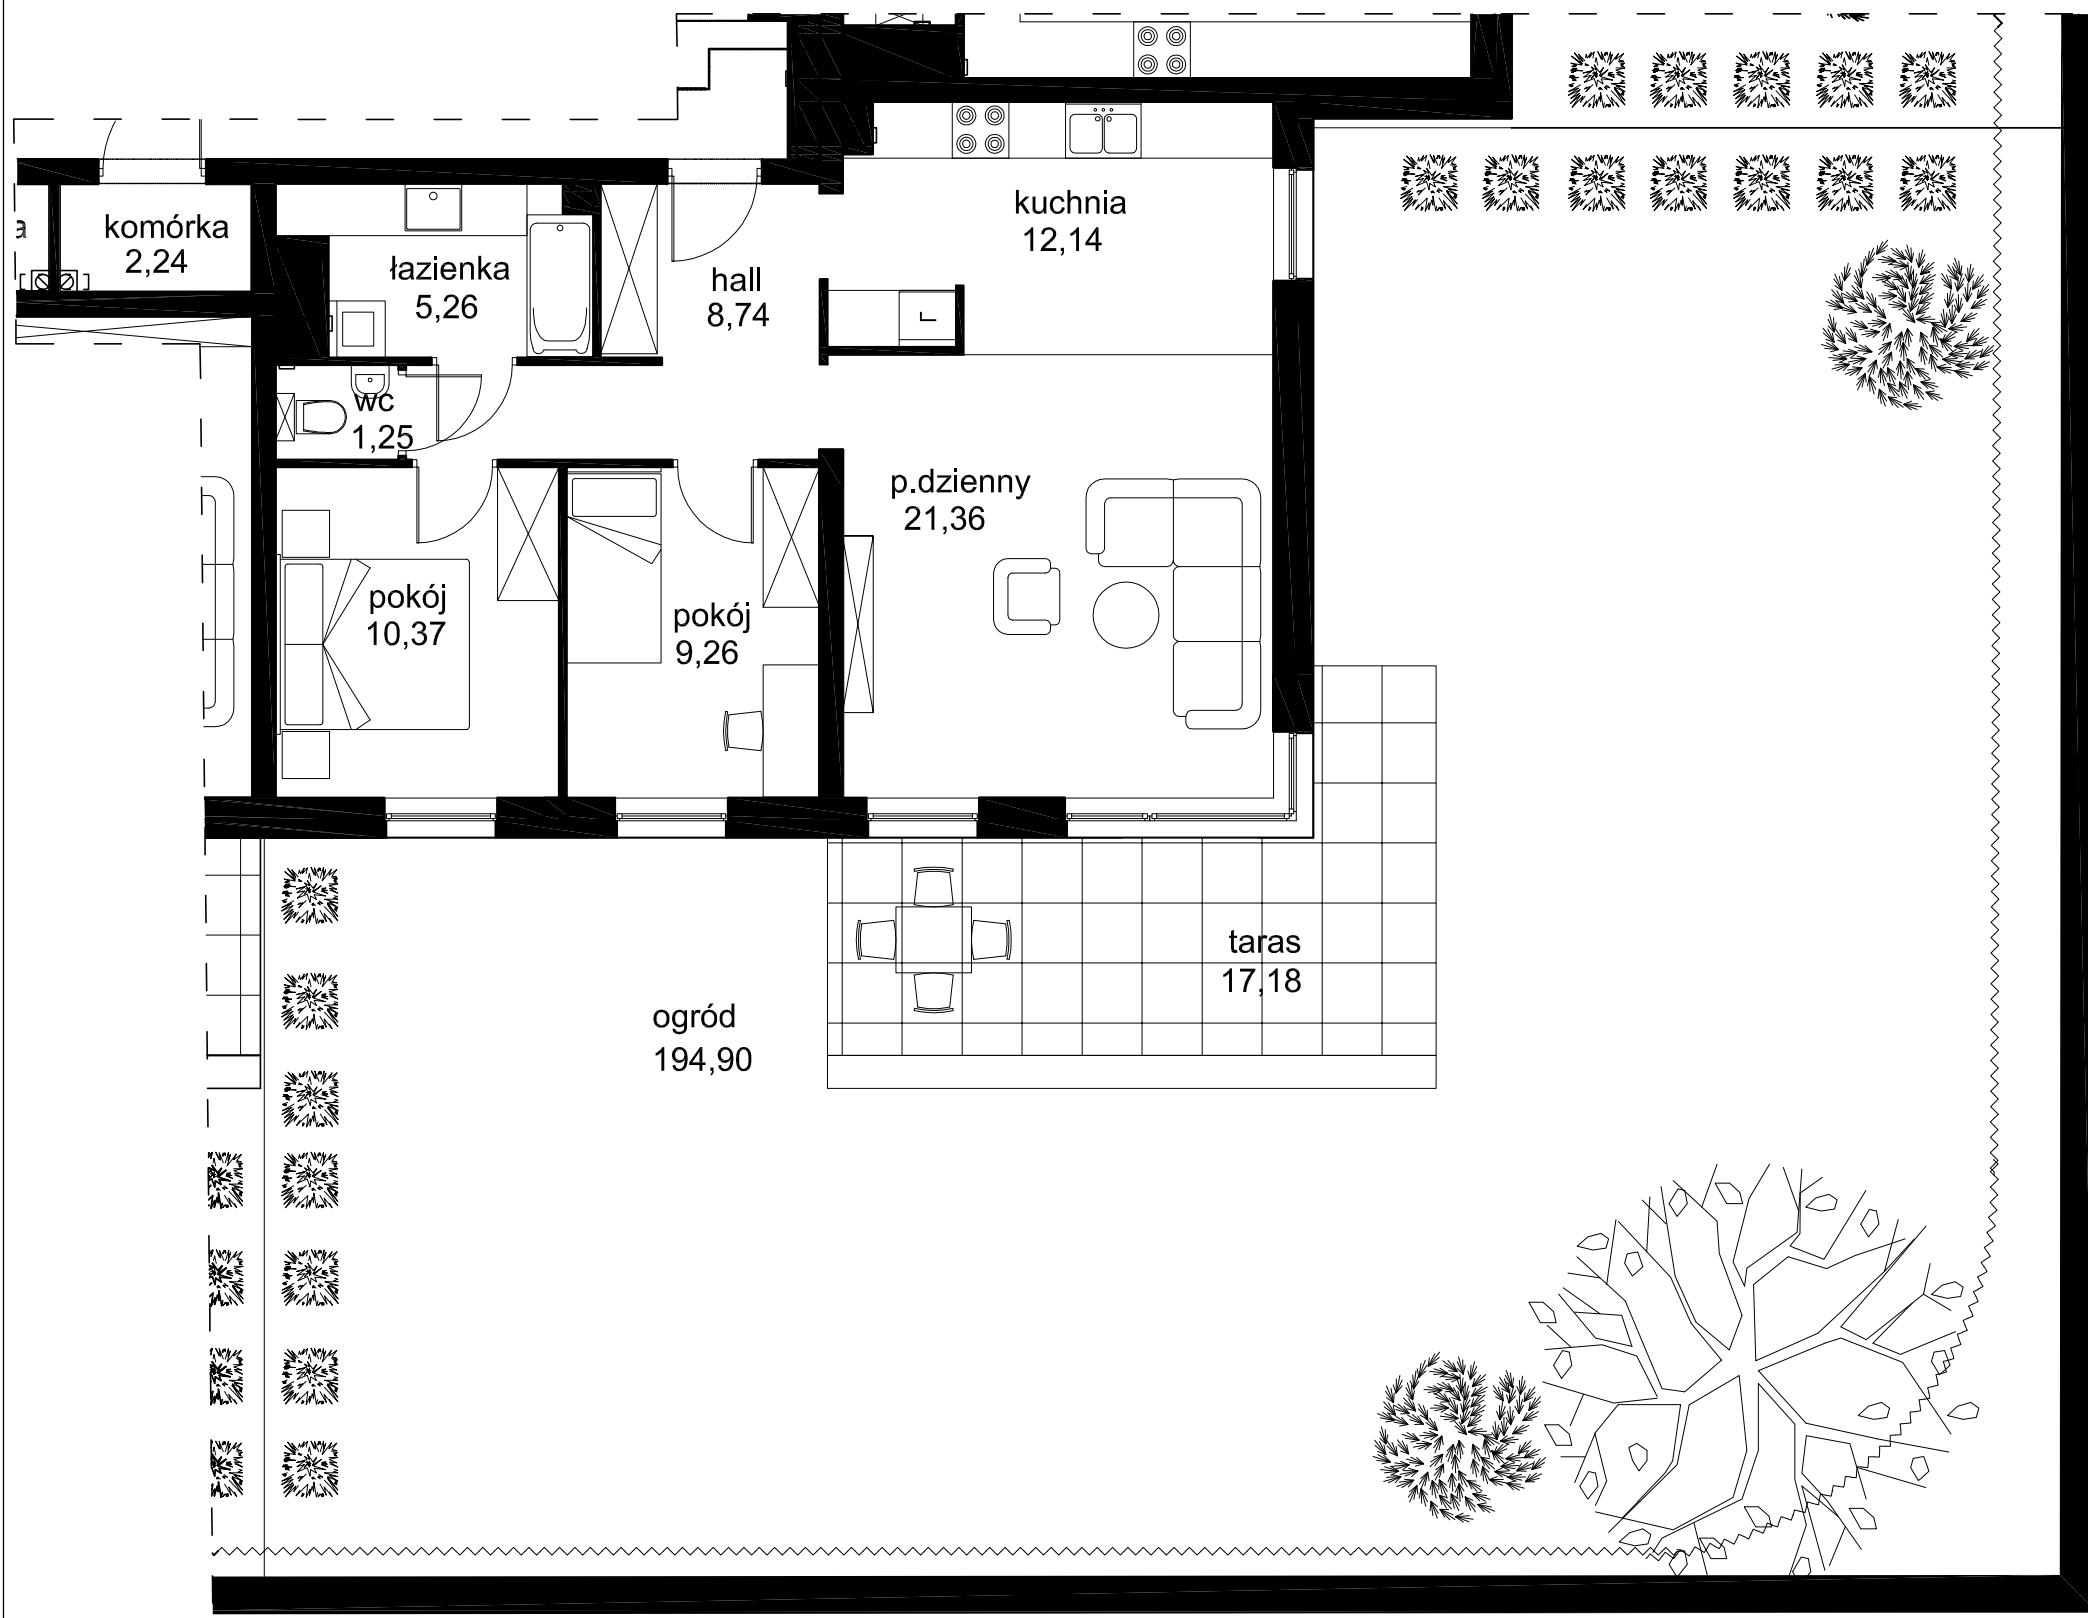 kuchnia
12,14
komórka
2,24
a
łazienka
5,26
hall
8,74
wc
1,25
p.dzienny
21,36
pokój
10,37
pokój
9,26
taras
17,18
ogród
194,90